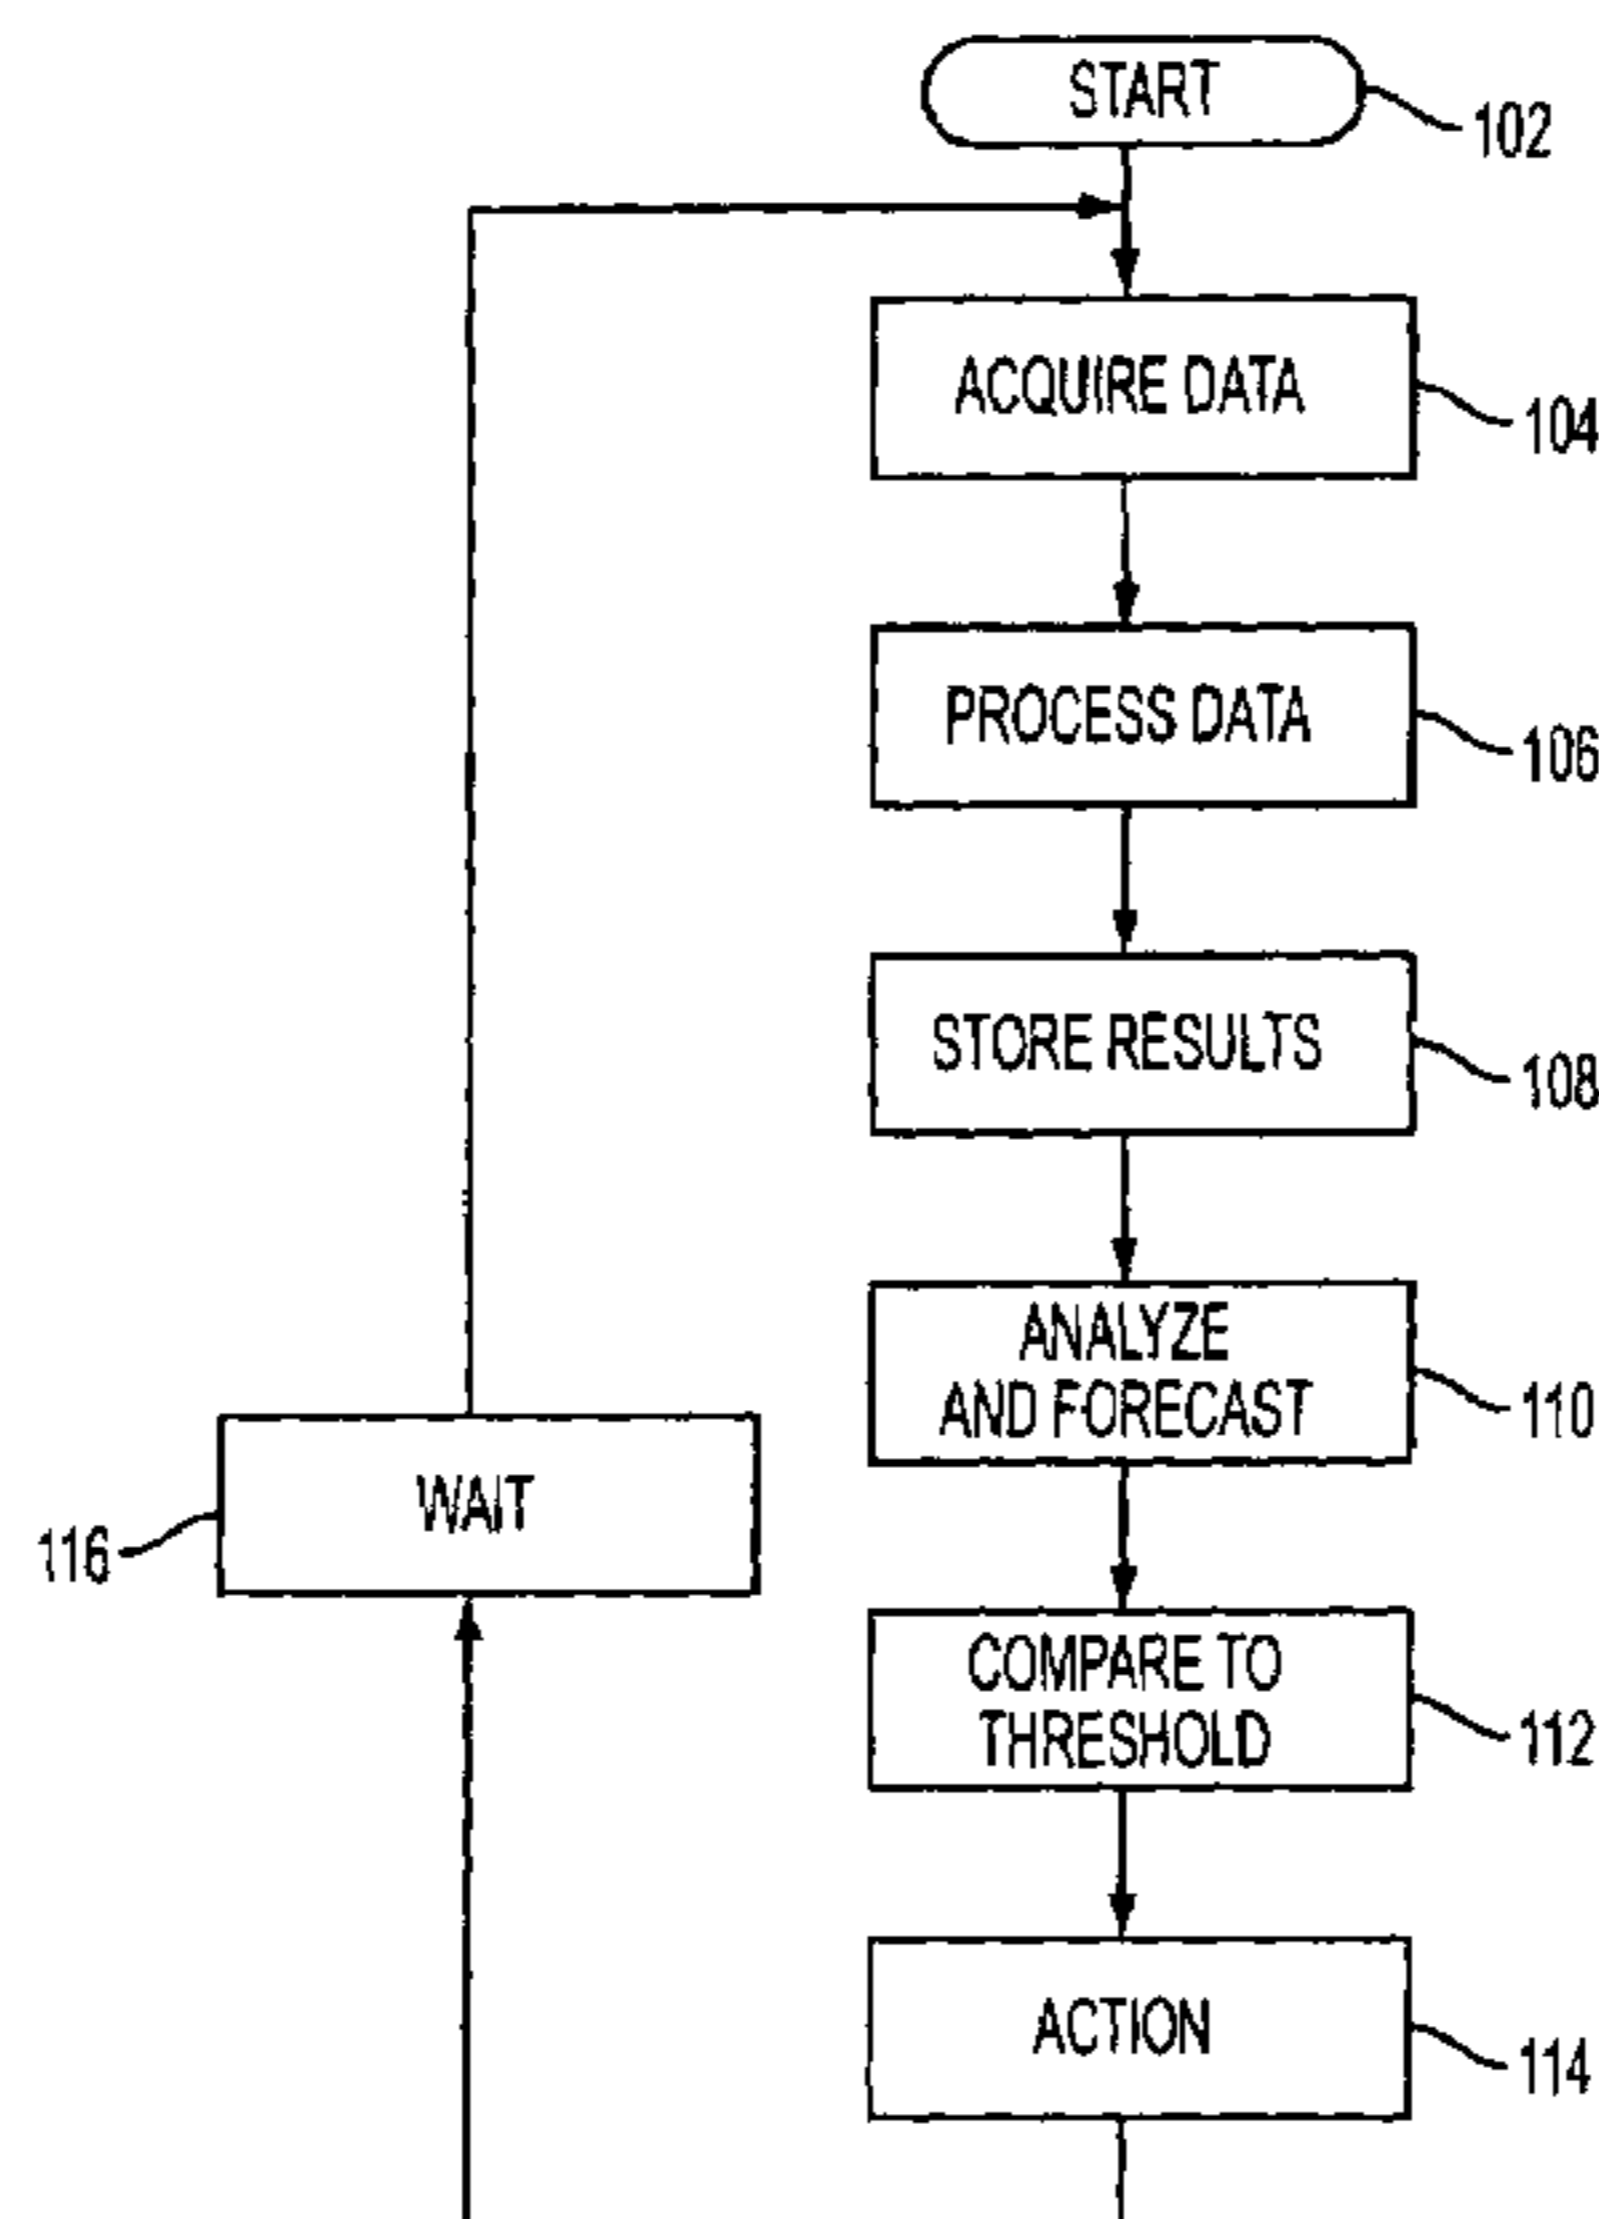 START
102
ACQUIRE DATA
104
PROCESS DATA
106
STORE RESULTS
108
ANALYZE
AND FORECAST
110
WAIT
116
COMPARE TO
THRESHOLD
112
ACTION
114